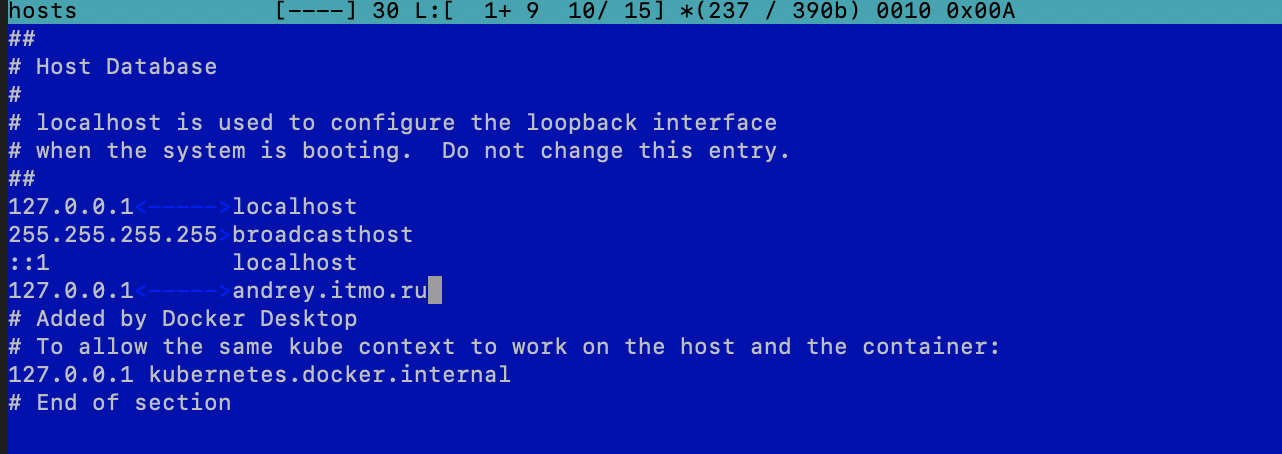 hosts [----] 30 L:[ 1+ 9 10/ 15] *(237 / 390b) 0010 0x00A
##
# Host Database
#
# localhost is used to configure the loopback interface
# when the system is booting.  Do not change this entry.
##
127.0.0.1<----->localhost
255.255.255.255>broadcasthost
::1             localhost
127.0.0.1<----->andrey.itmo.ru
# Added by Docker Desktop
# To allow the same kube context to work on the host and the container:
127.0.0.1 kubernetes.docker.internal
# End of section